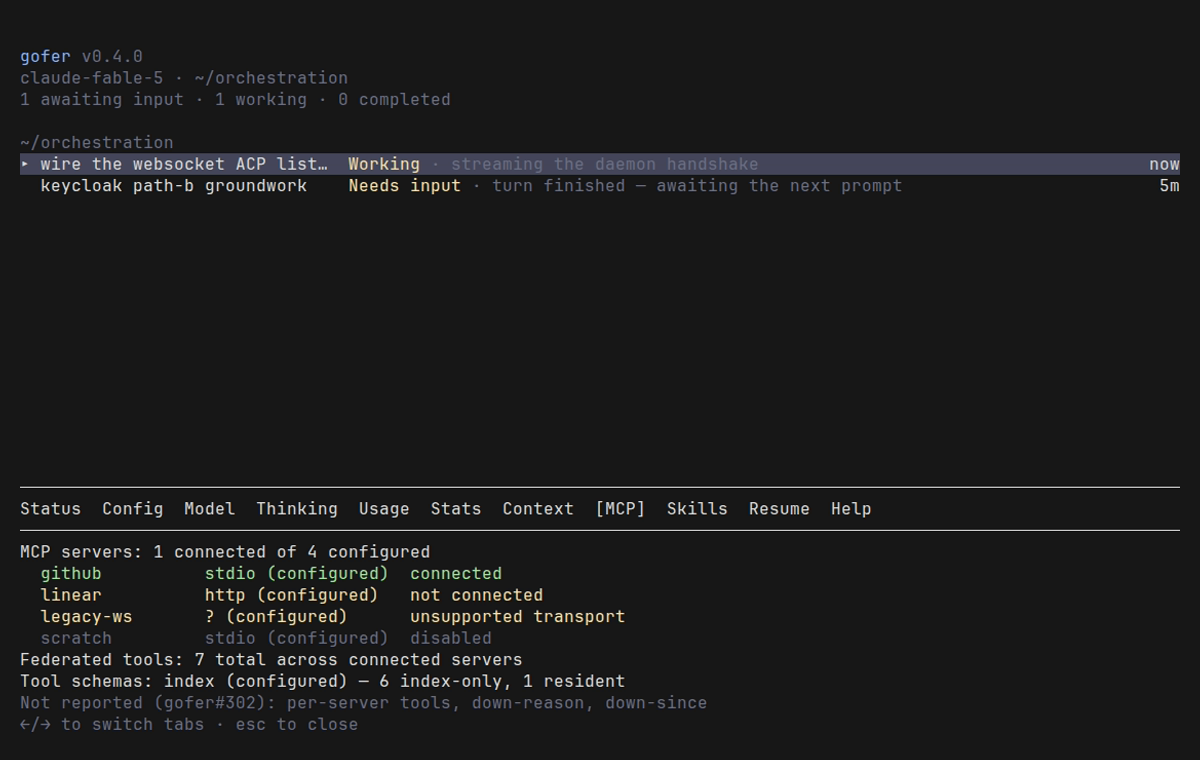 gofer v0.4.0
claude-fable-5 · ~/orchestration
1 awaiting input · 1 working · 0 completed
~/orchestration
▸ wire the websocket ACP list… Working · streaming the daemon handshake now
keycloak path-b groundwork Needs input · turn finished — awaiting the next prompt 5m
Status Config Model Thinking Usage Stats Context [MCP] Skills Resume Help
MCP servers: 1 connected of 4 configured
github stdio (configured) connected
linear http (configured) not connected
legacy-ws ? (configured) unsupported transport
scratch stdio (configured) disabled
Federated tools: 7 total across connected servers
Tool schemas: index (configured) — 6 index-only, 1 resident
Not reported (gofer#302): per-server tools, down-reason, down-since
←/→ to switch tabs · esc to close